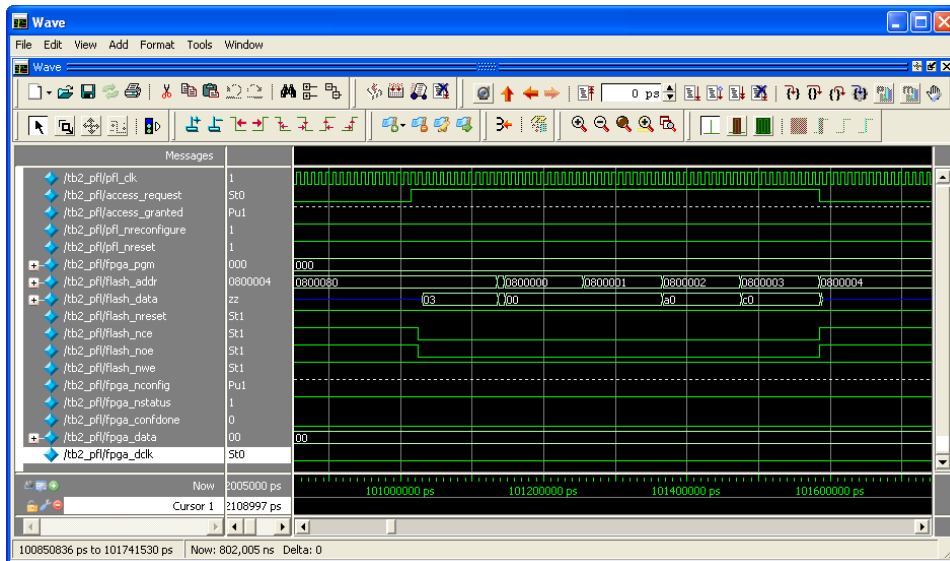 Wave
File Edit View Add Format Tools Window
Wave
0 ps
Messages
/tb2_pfl/pfl_clk 1
/tb2_pfl/access_request St0
/tb2_pfl/access_granted Pu1
/tb2_pfl/pfl_nreconfigure 1
/tb2_pfl/pfl_nreset 1
/tb2_pfl/fpga_pgm 000 000
/tb2_pfl/flash_addr 0800004 0800080 0800000 0800001 0800002 0800003 0800004
/tb2_pfl/flash_data zz 03 00 a0 c0
/tb2_pfl/flash_nreset St1
/tb2_pfl/flash_nce St1
/tb2_pfl/flash_noe St1
/tb2_pfl/flash_nwe St1
/tb2_pfl/fpga_nconfig Pu1
/tb2_pfl/fpga_nstatus 1
/tb2_pfl/fpga_confdone 0
/tb2_pfl/fpga_data 00 00
/tb2_pfl/fpga_dclk St0
Now 2005000 ps 101000000 ps 101200000 ps 101400000 ps 101600000 ps
Cursor 1 2108997 ps
100850836 ps to 101741530 ps Now: 802,005 ns Delta: 0